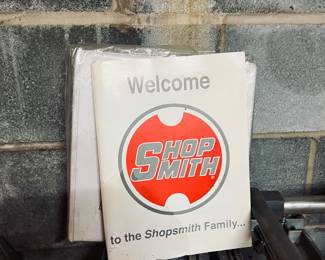 Welcome
SHOP
SMITH
®
to the Shopsmith Family...